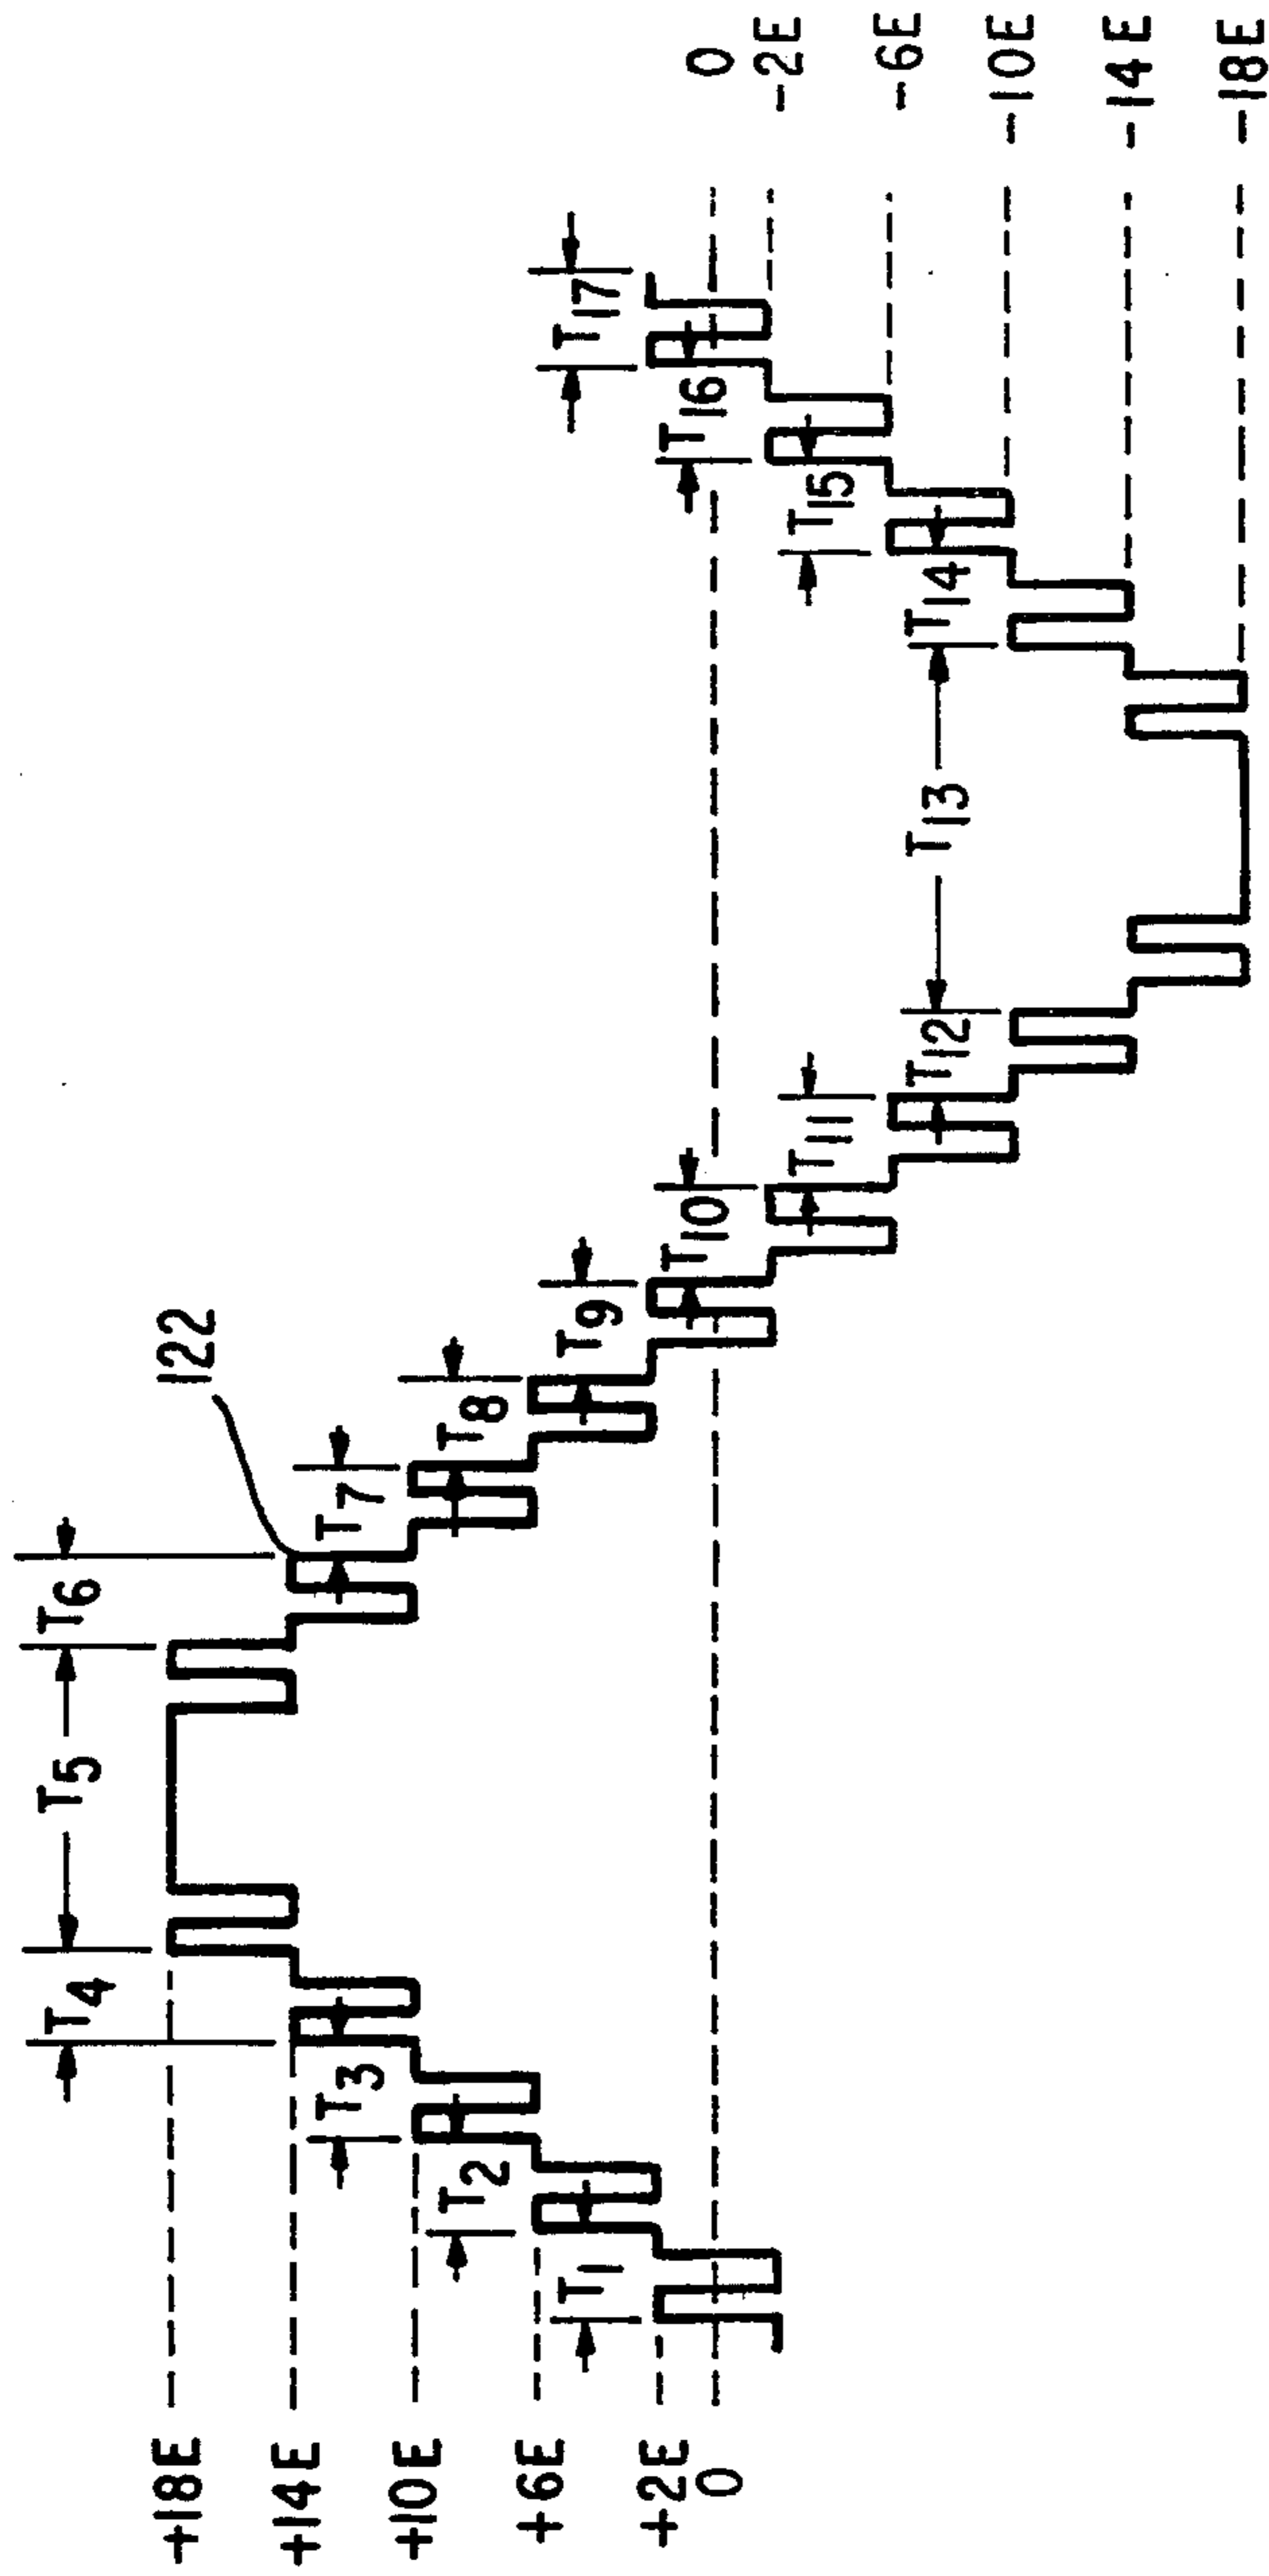 122
T4 T5 T6
+18E
T3 T7
+14E
T2 T8
+10E
T1 T9 T17
+6E
T10 T16
+2E
0 0
-2E
T11 T15
-6E
T12 T13 T14
-10E
-14E
-18E